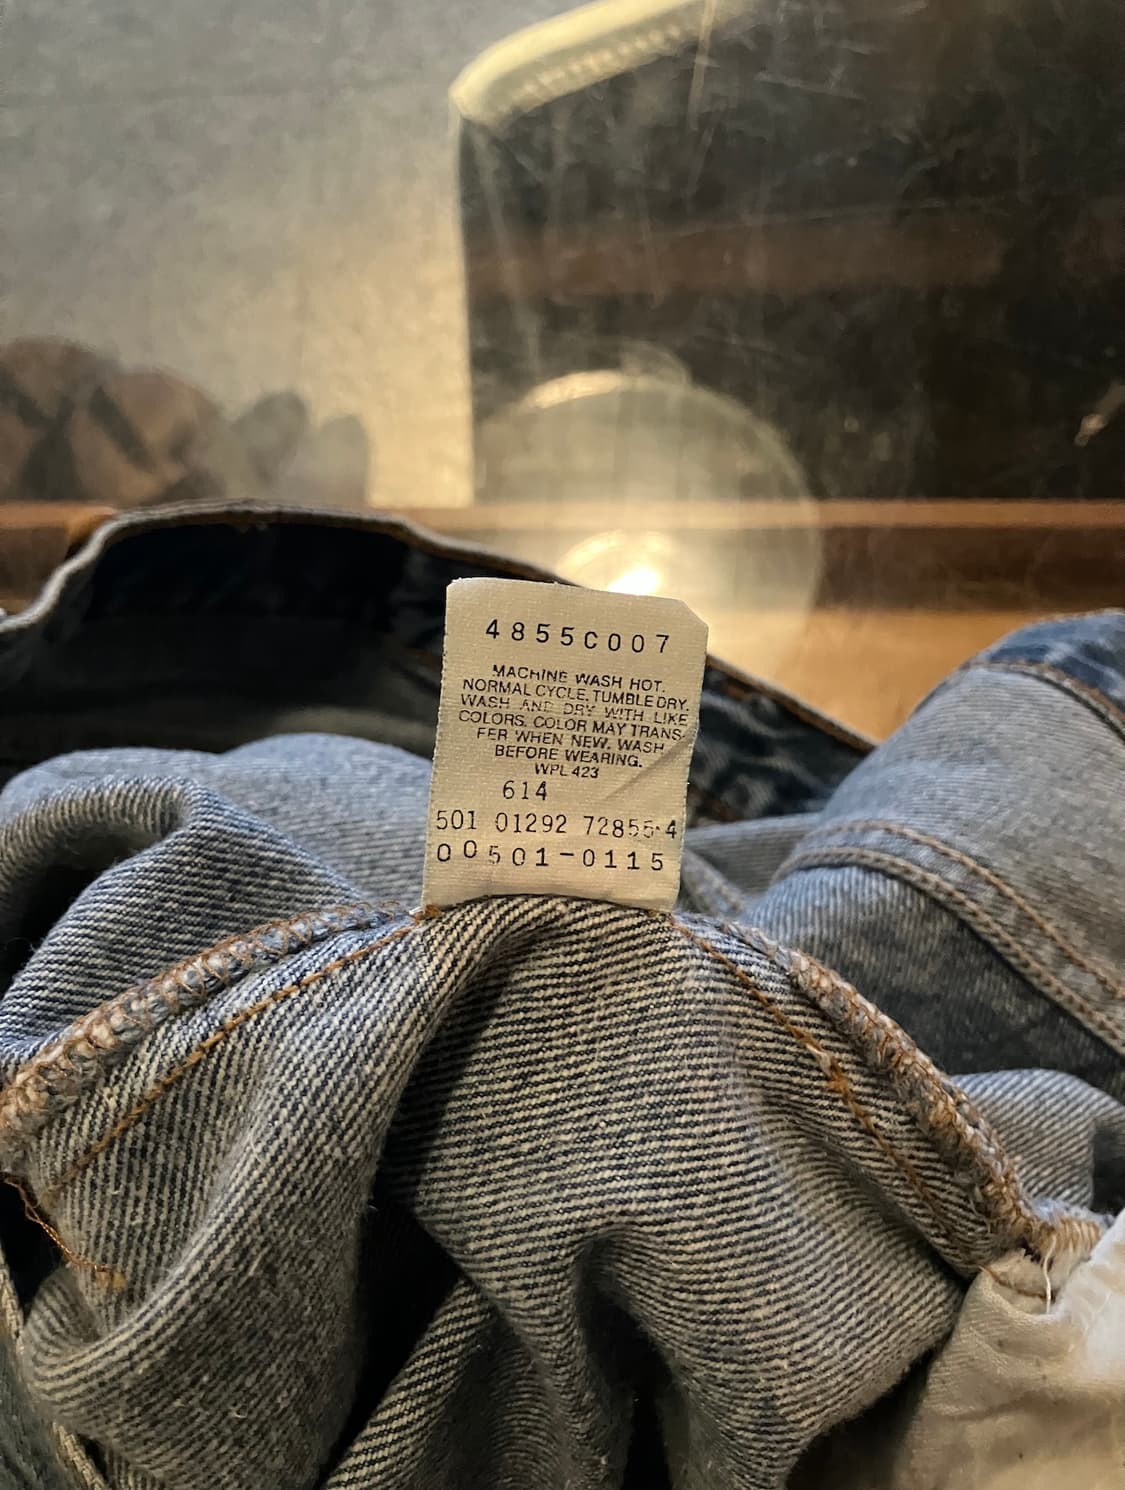 4855C007
MACHINE WASH HOT.
NORMAL CYCLE. TUMBLE DRY.
WASH AND DRY WITH LIKE
COLORS. COLOR MAY TRANS-
FER WHEN NEW. WASH
BEFORE WEARING.
WPL 423
614
501 01292 72855-4
00501-0115